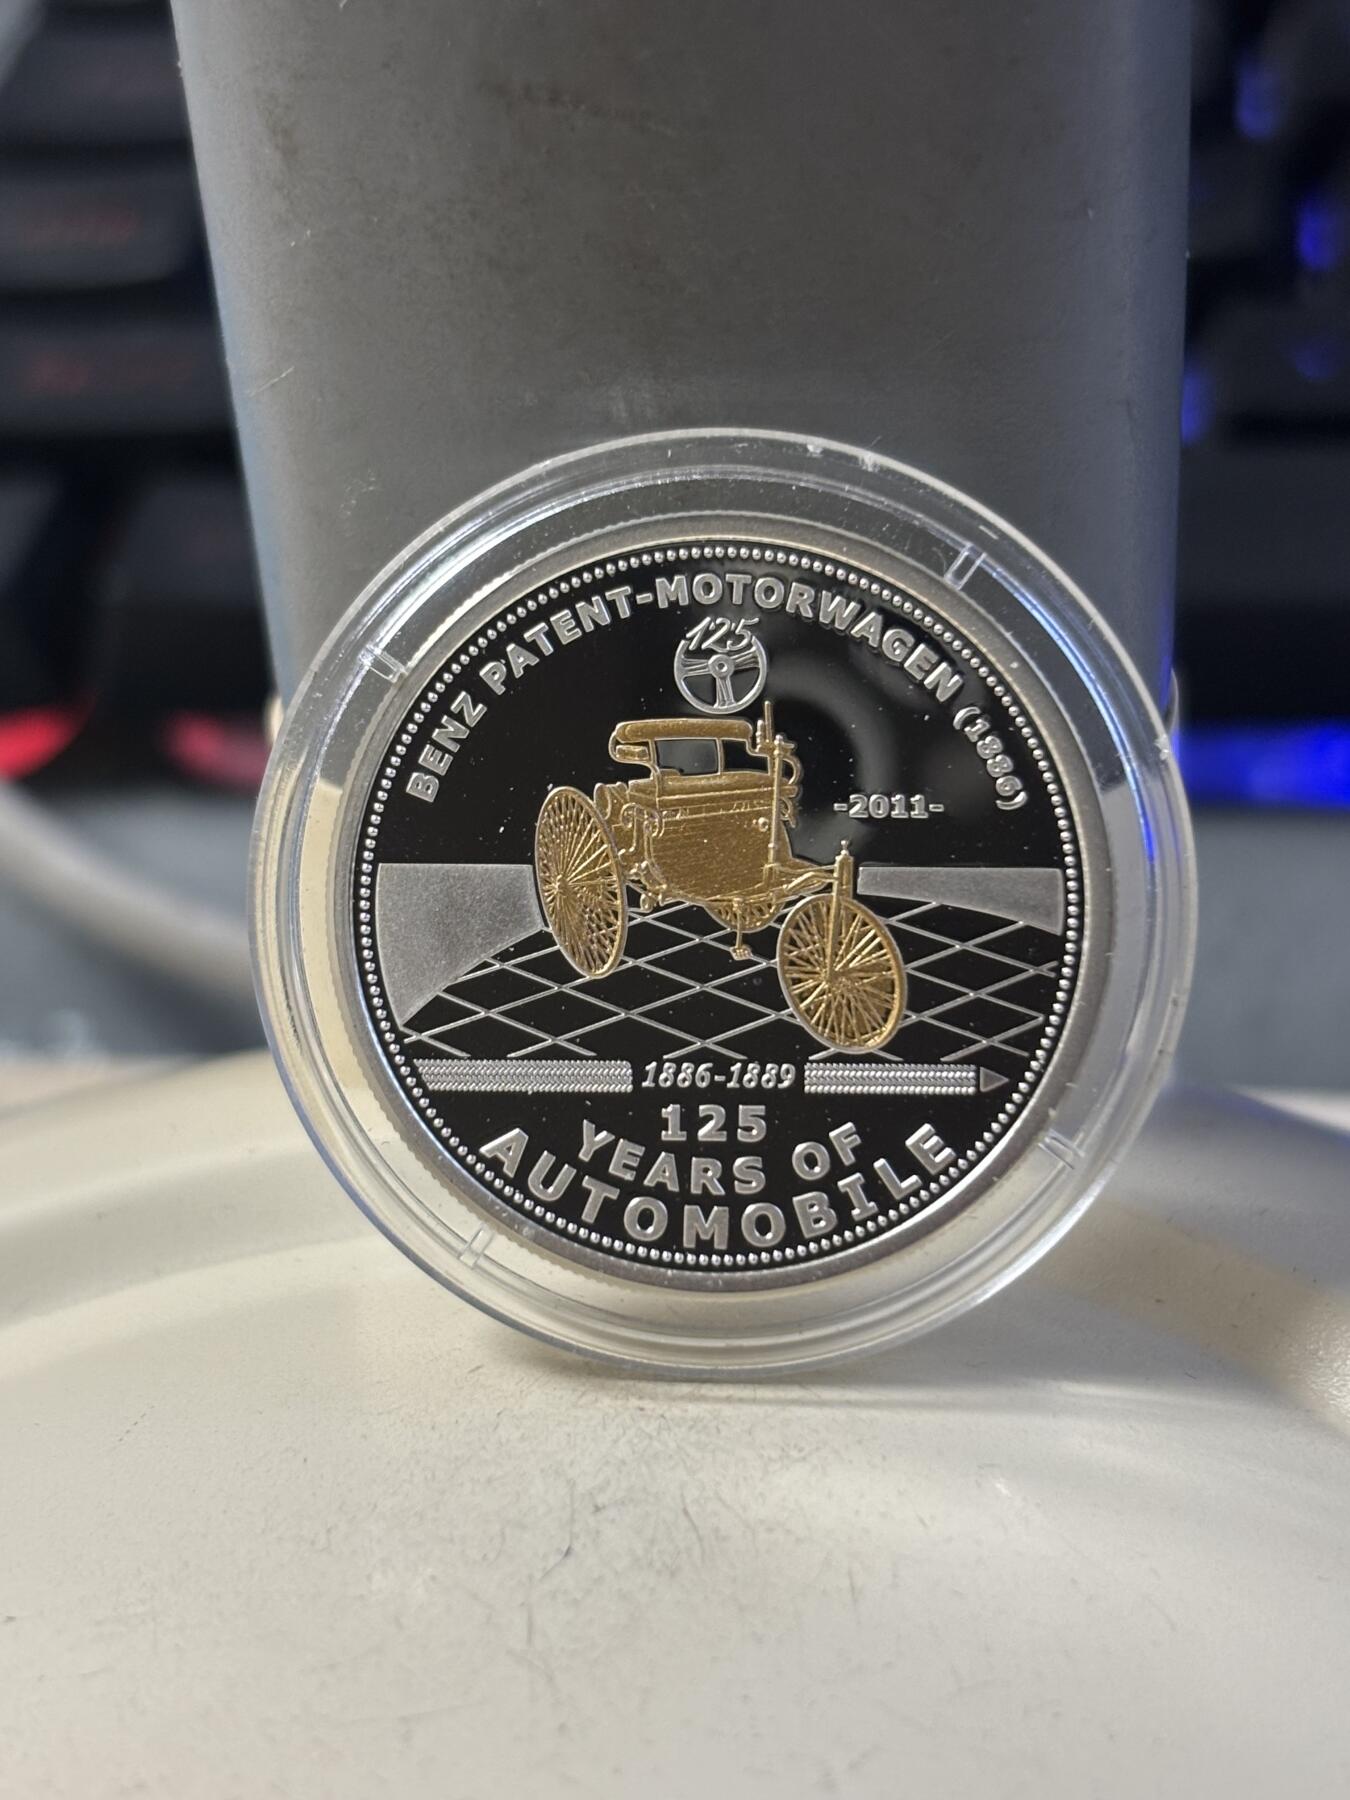 BENZ PATENT-MOTORWAGEN (1886)
125
-2011-
1886-1889
125
YEARS OF
AUTOMOBILE